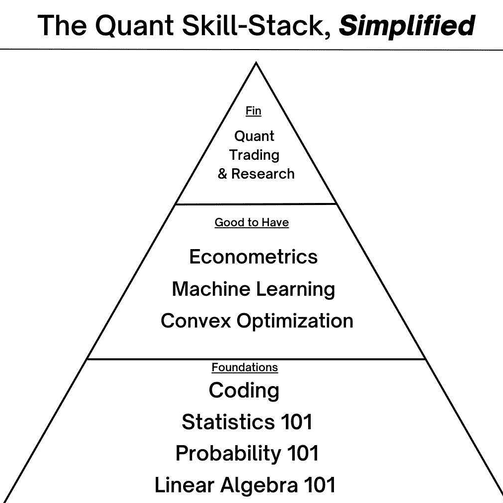 The Quant Skill-Stack, Simplified
Fin
Quant
Trading
& Research
Good to Have
Econometrics
Machine Learning
Convex Optimization
Foundations
Coding
Statistics 101
Probability 101
Linear Algebra 101